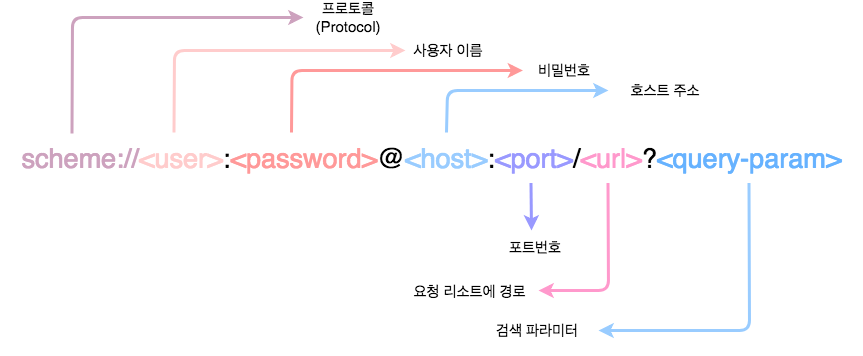 프로토콜
(Protocol)
사용자 이름
비밀번호
호스트 주소
scheme://<user>:<password>@<host>:<port>/<url>?<query-param>
포트번호
요청 리소트에 경로
검색 파라미터